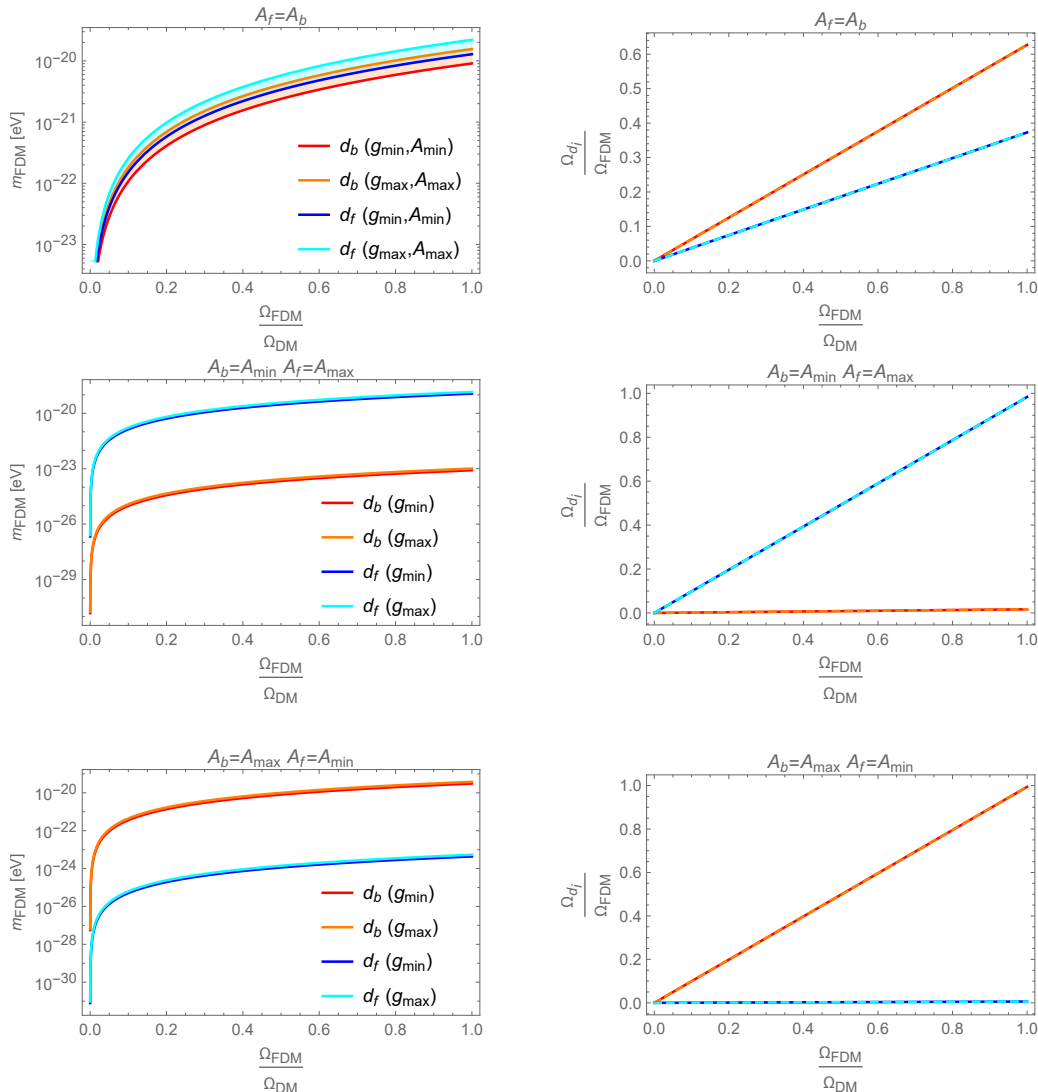 A_f=A_b
m_FDM [eV]
10^-20
10^-21
10^-22
10^-23
d_b (g_min,A_min)
d_b (g_max,A_max)
d_f (g_min,A_min)
d_f (g_max,A_max)
0.0 0.2 0.4 0.6 0.8 1.0
Ω_FDM
Ω_DM
Ω_d_i
Ω_FDM
0.6
0.5
0.4
0.3
0.2
0.1
0.0
0.0 0.2 0.4 0.6 0.8 1.0
Ω_FDM
Ω_DM
A_b=A_min A_f=A_max
m_FDM [eV]
10^-20
10^-23
10^-26
10^-29
d_b (g_min)
d_b (g_max)
d_f (g_min)
d_f (g_max)
0.0 0.2 0.4 0.6 0.8 1.0
Ω_FDM
Ω_DM
A_b=A_min A_f=A_max
Ω_d_i
Ω_FDM
1.0
0.8
0.6
0.4
0.2
0.0
0.0 0.2 0.4 0.6 0.8 1.0
Ω_FDM
Ω_DM
A_b=A_max A_f=A_min
m_FDM [eV]
10^-20
10^-22
10^-24
10^-26
10^-28
10^-30
d_b (g_min)
d_b (g_max)
d_f (g_min)
d_f (g_max)
0.0 0.2 0.4 0.6 0.8 1.0
Ω_FDM
Ω_DM
A_b=A_max A_f=A_min
Ω_d_i
Ω_FDM
1.0
0.8
0.6
0.4
0.2
0.0
0.0 0.2 0.4 0.6 0.8 1.0
Ω_FDM
Ω_DM